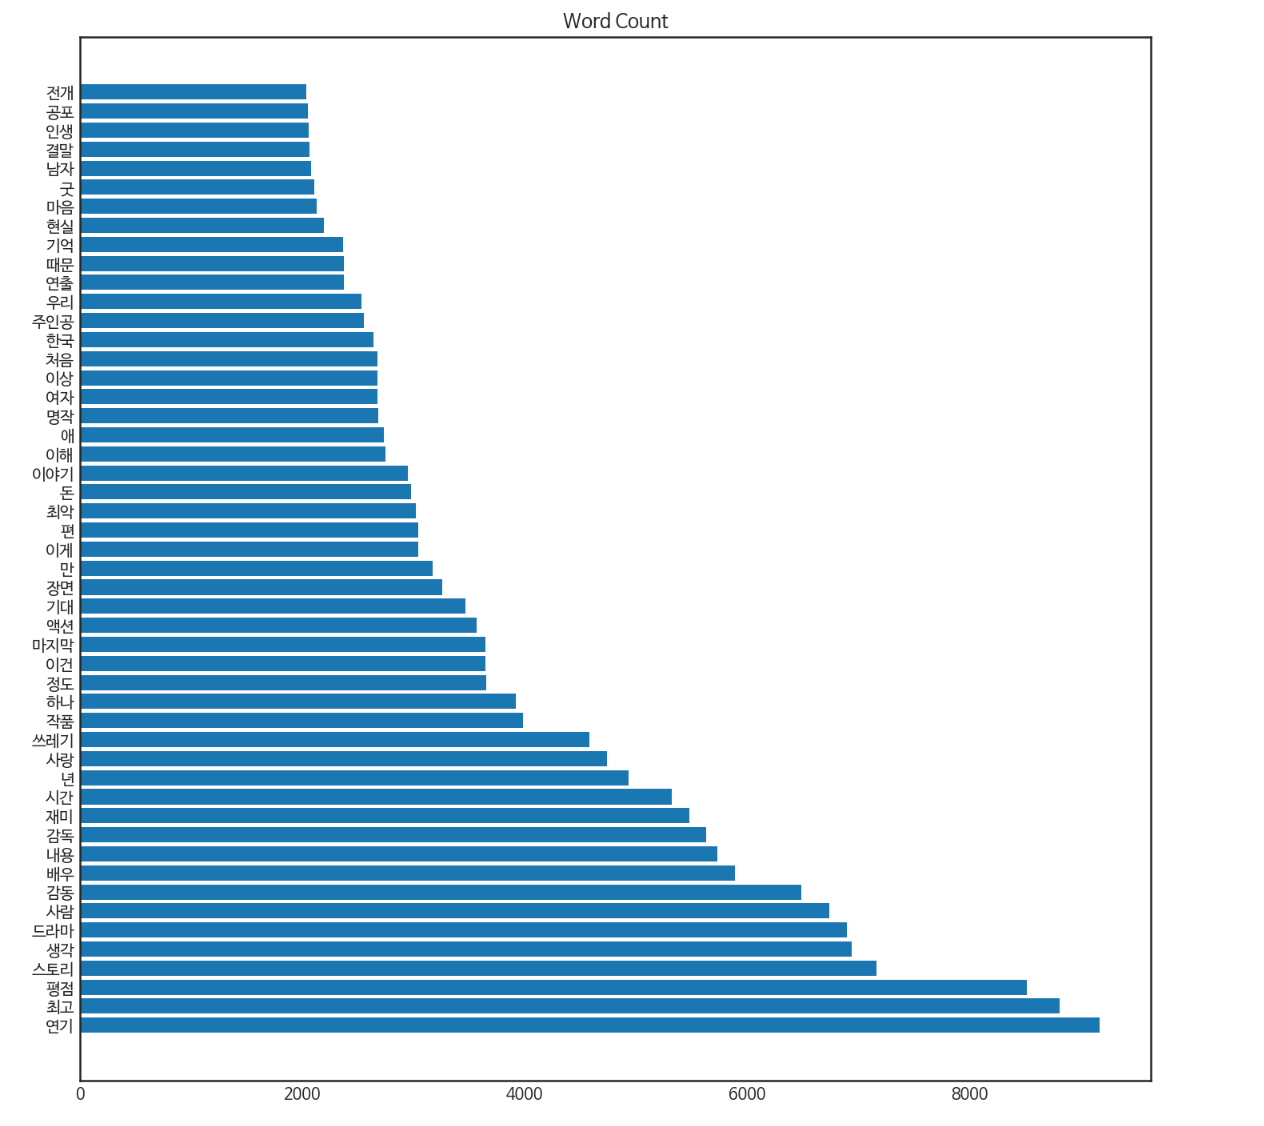 Word Count
전개
공포
인생
결말
남자
굿
마음
현실
기억
때문
연출
우리
주인공
한국
처음
이상
여자
명작
애
이해
이야기
돈
최악
편
이게
만
장면
기대
액션
마지막
이건
정도
하나
작품
쓰레기
사랑
년
시간
재미
감독
내용
배우
감동
사람
드라마
생각
스토리
평점
최고
연기
0 2000 4000 6000 8000